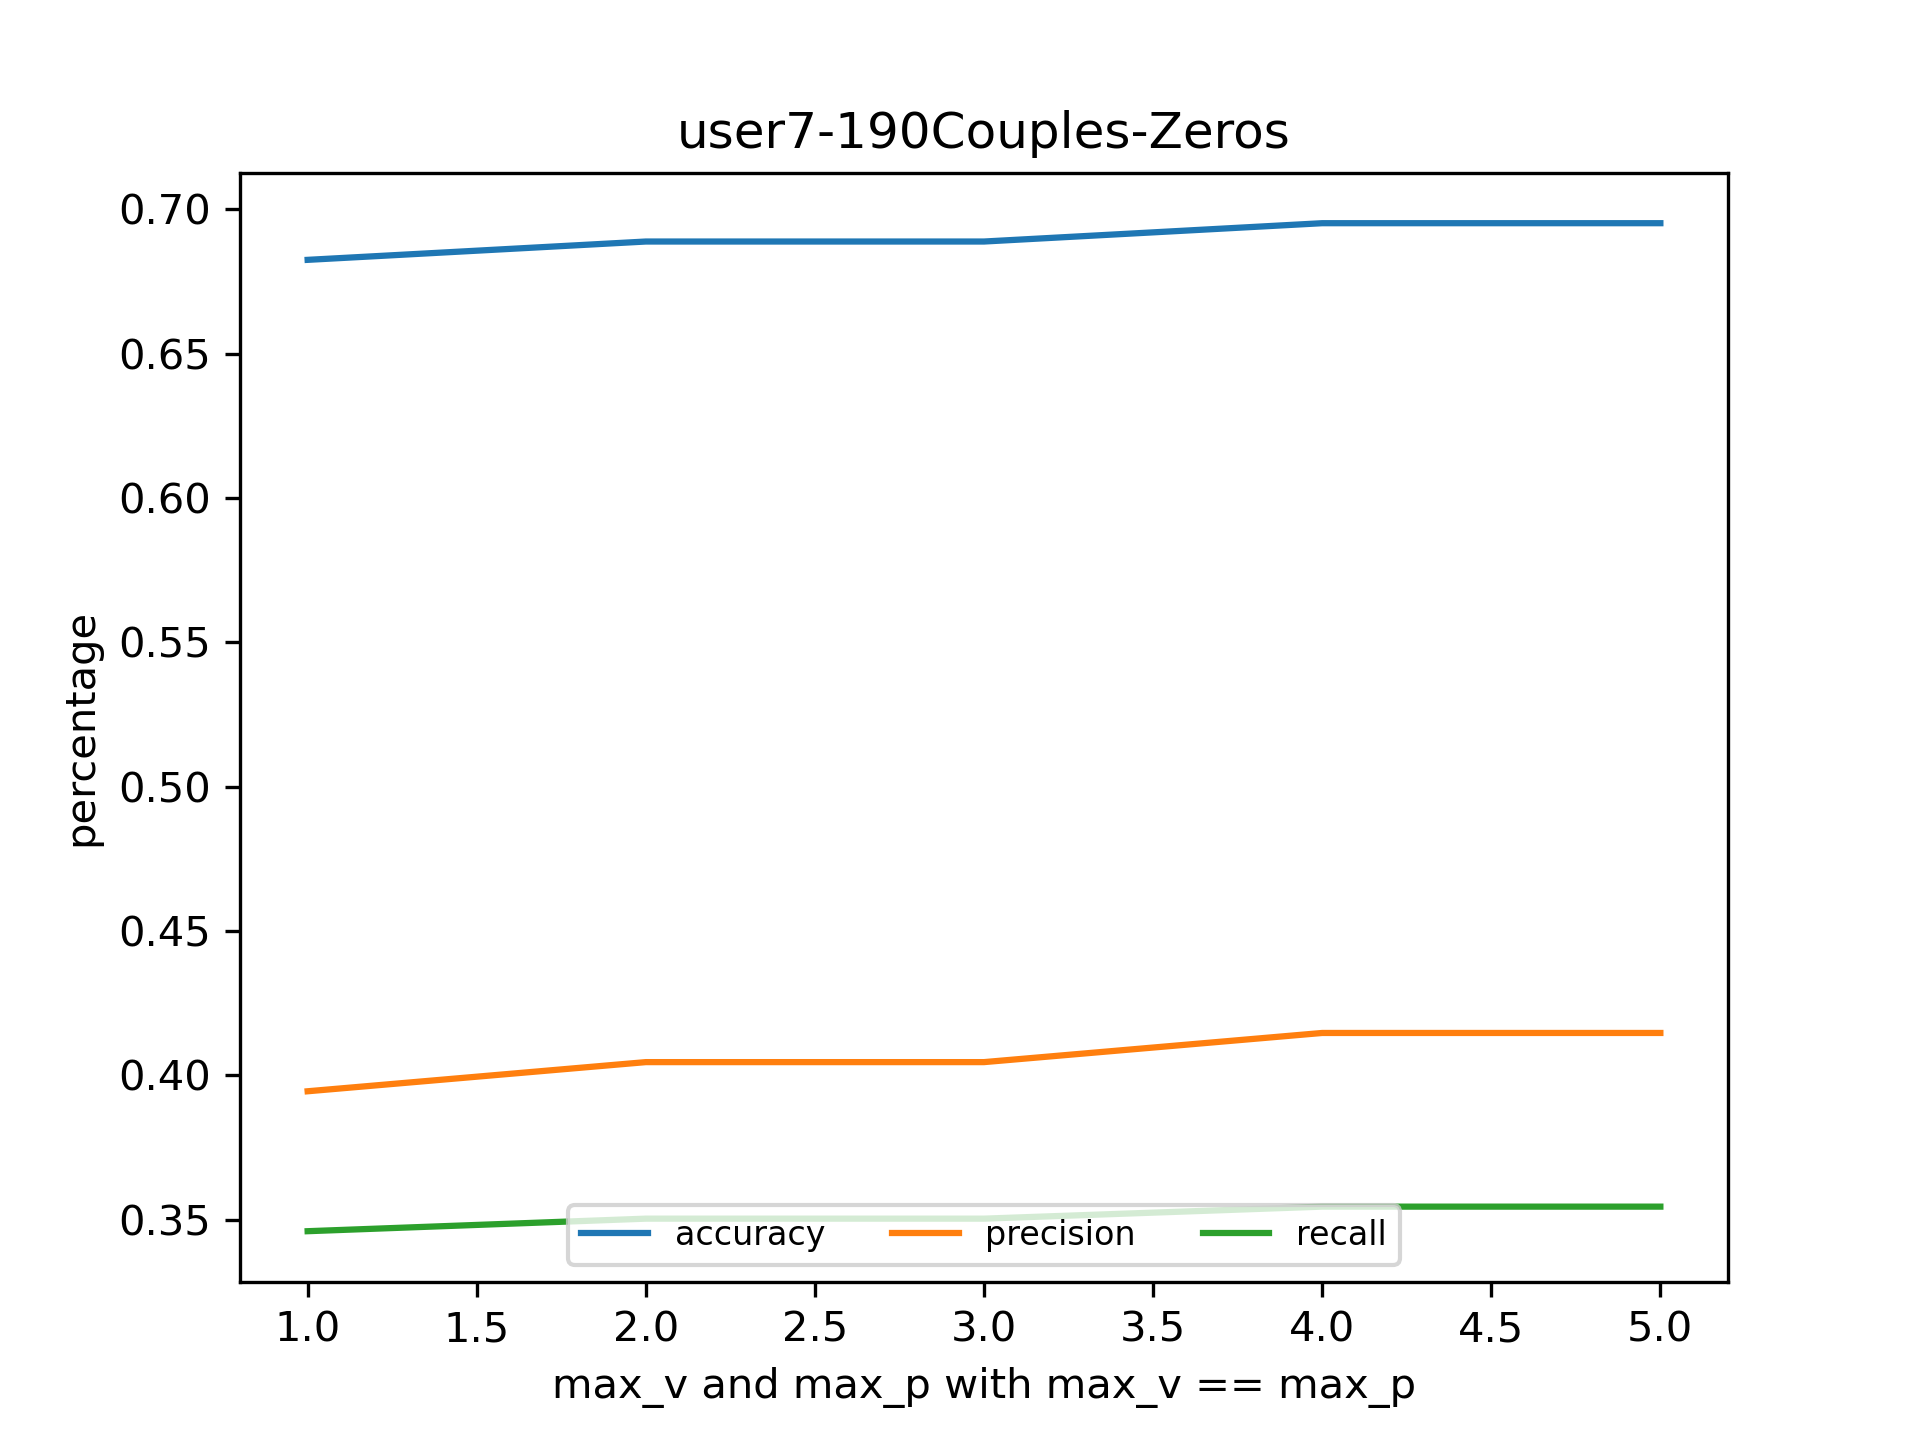 user7-190Couples-Zeros
0.70
0.65
0.60
0.55
0.50
0.45
0.40
0.35
percentage
accuracy precision recall
1.0 1.5 2.0 2.5 3.0 3.5 4.0 4.5 5.0
max_v and max_p with max_v == max_p